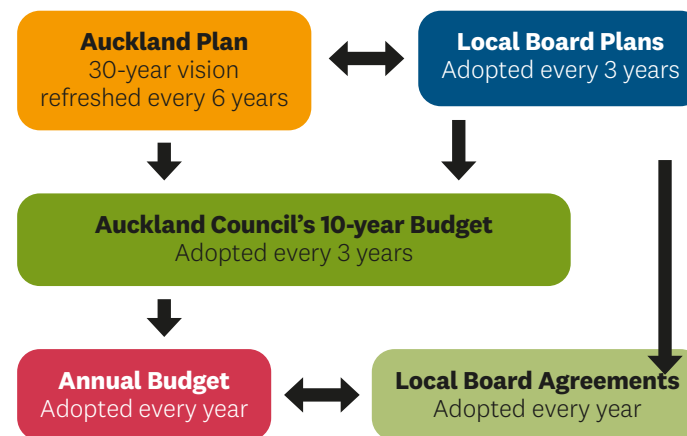 Auckland Plan
30-year vision
refreshed every 6 years
Local Board Plans
Adopted every 3 years
Auckland Council's 10-year Budget
Adopted every 3 years
Annual Budget
Adopted every year
Local Board Agreements
Adopted every year